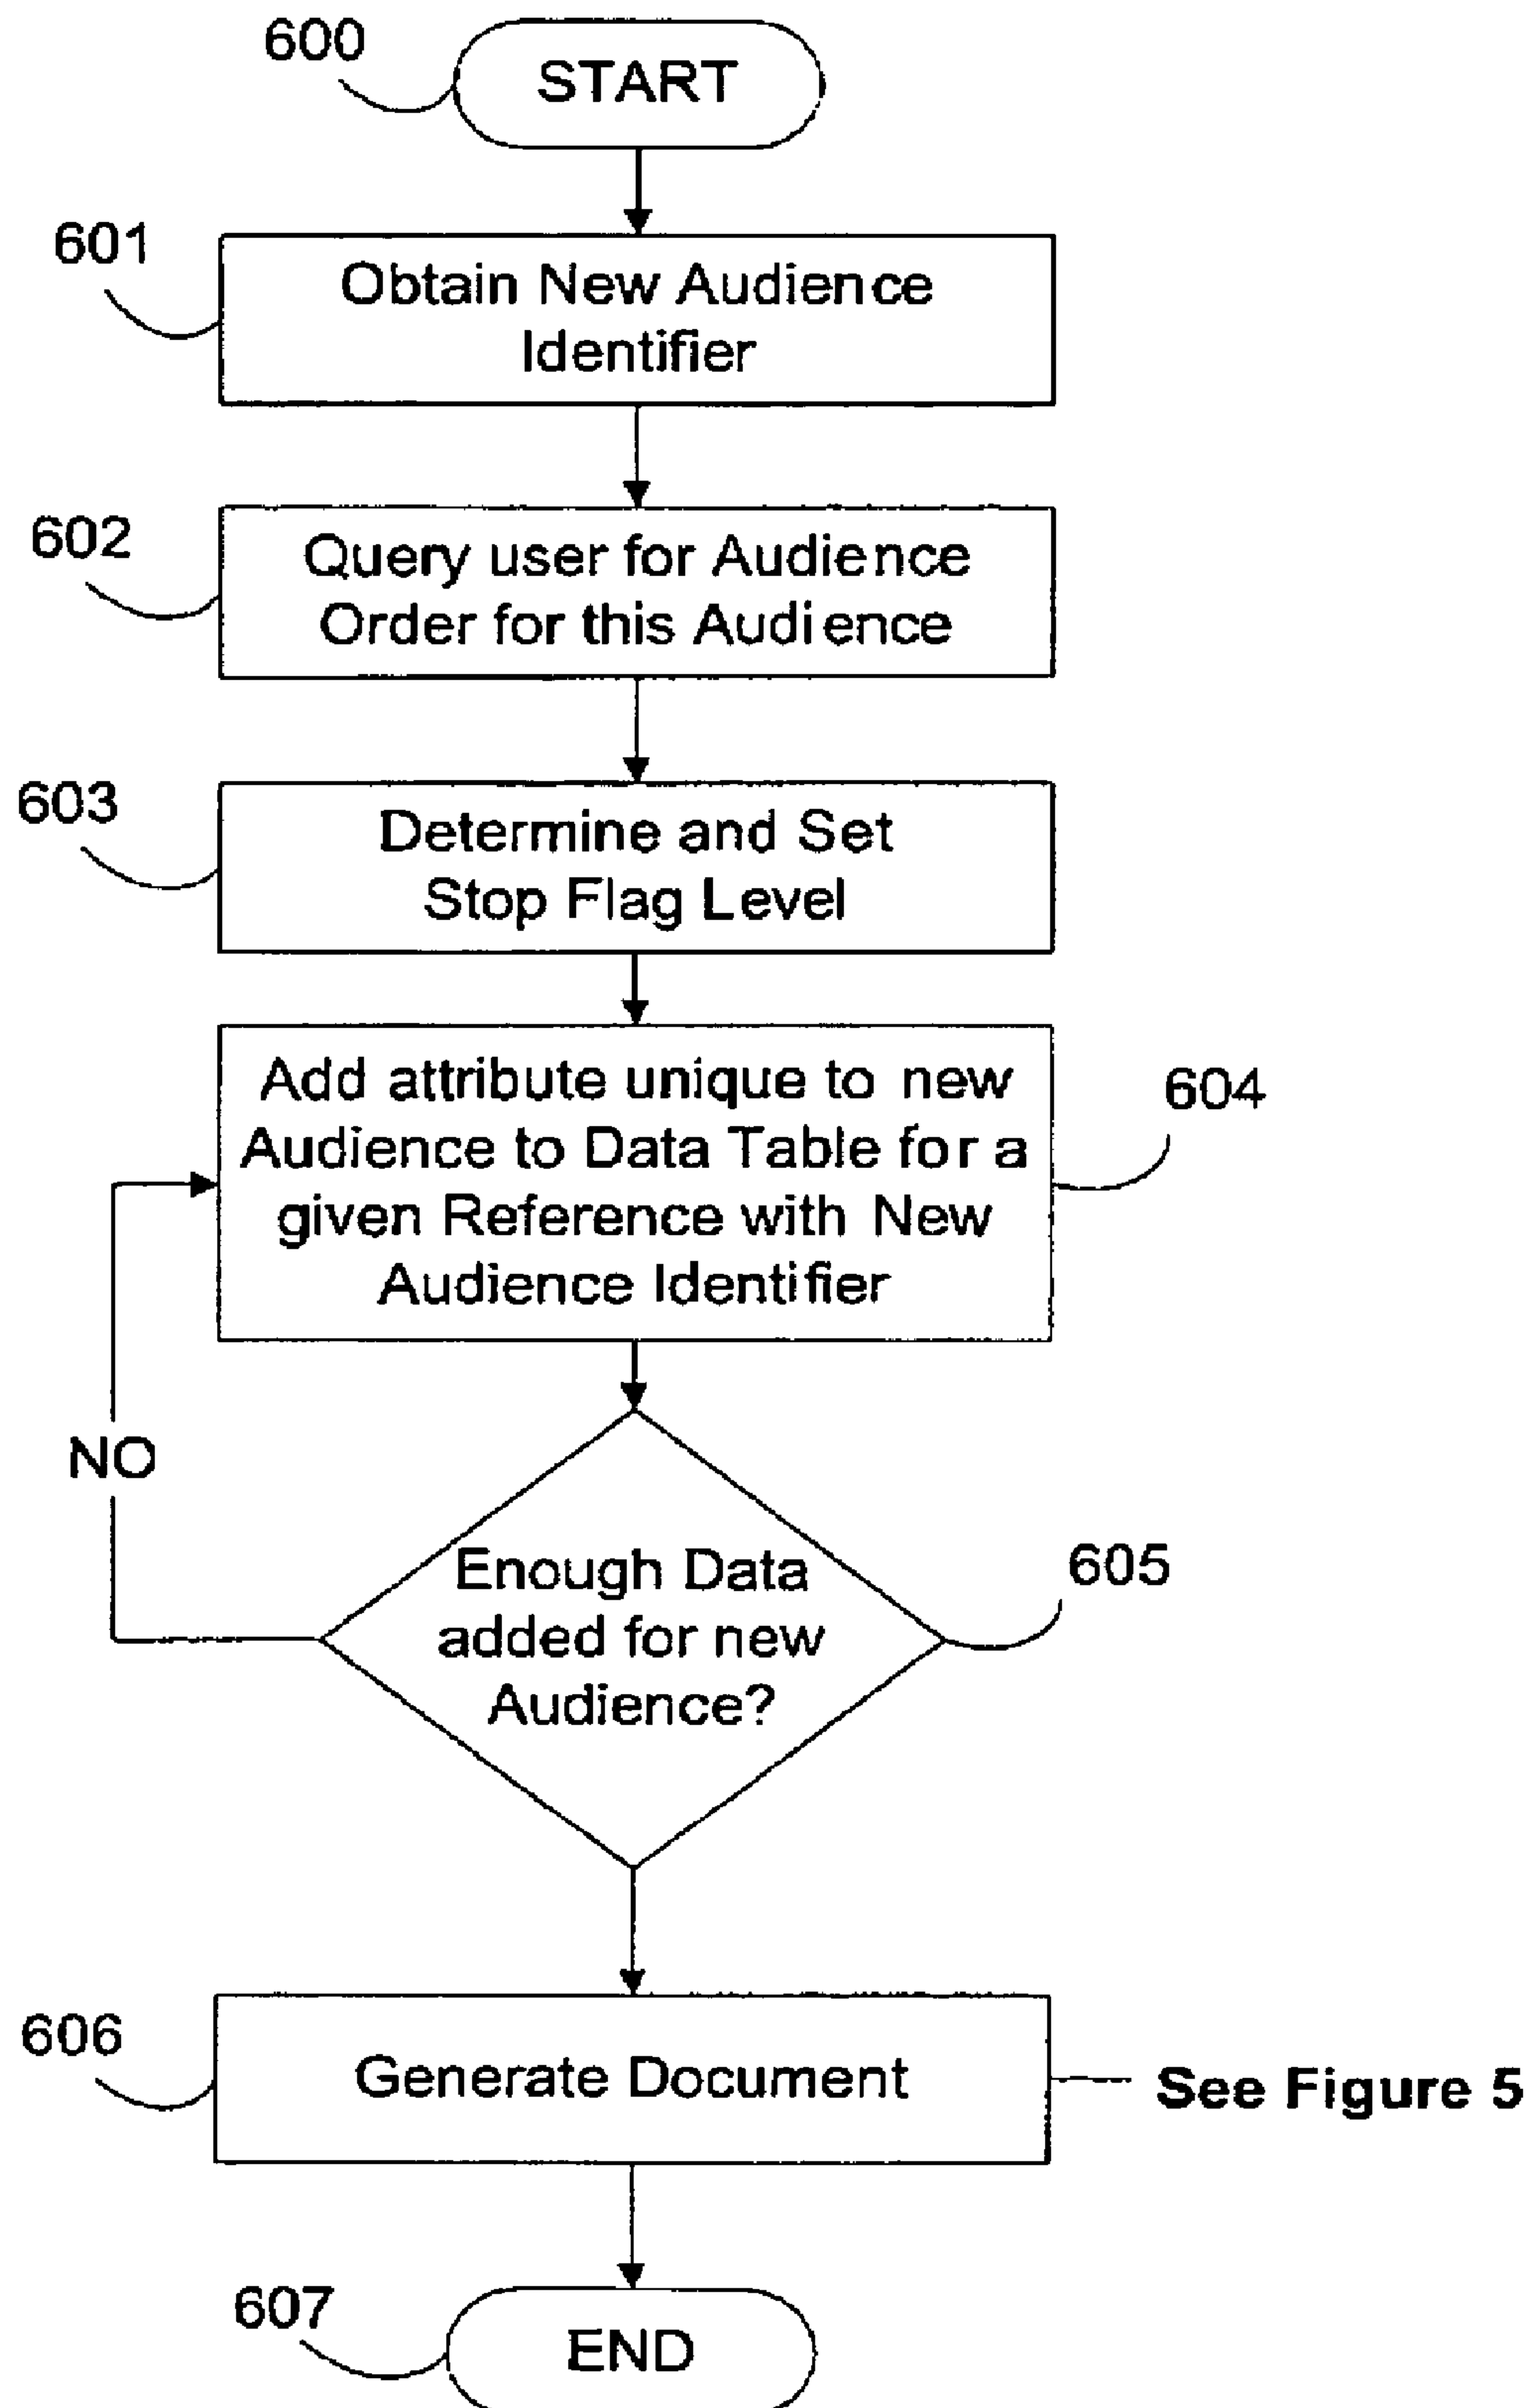 600
START
601
Obtain New Audience
Identifier
602
Query user for Audience
Order for this Audience
603
Determine and Set
Stop Flag Level
Add attribute unique to new
Audience to Data Table for a
given Reference with New
Audience Identifier
604
NO
Enough Data
added for new
Audience?
605
606
Generate Document
See Figure 5
607
END